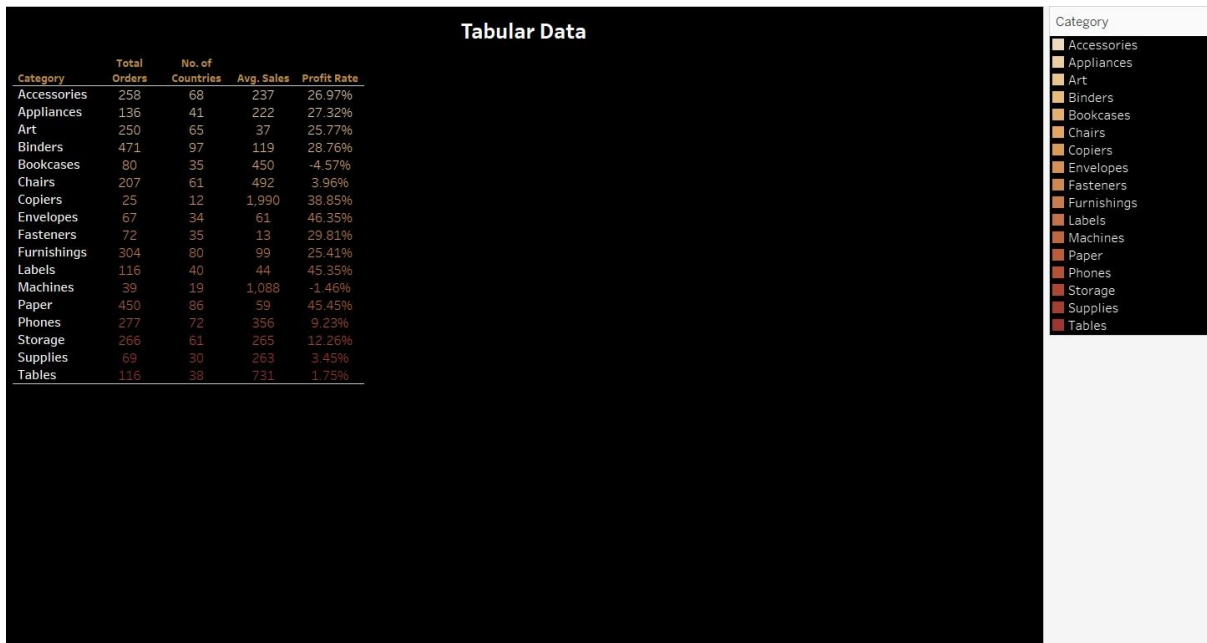 Tabular Data
Total No. of
Category Orders Countries Avg. Sales Profit Rate
Accessories 258 68 237 26.97%
Appliances 136 41 222 27.32%
Art 250 65 37 25.77%
Binders 471 97 119 28.76%
Bookcases 80 35 450 -4.57%
Chairs 207 61 492 3.96%
Copiers 25 12 1,990 38.85%
Envelopes 67 34 61 46.35%
Fasteners 72 35 13 29.81%
Furnishings 304 80 99 25.41%
Labels 116 40 44 45.35%
Machines 39 19 1,088 -1.46%
Paper 450 86 59 45.45%
Phones 277 72 356 9.23%
Storage 266 61 265 12.26%
Supplies 69 30 263 3.45%
Tables 116 38 731 1.75%
Category
Accessories
Appliances
Art
Binders
Bookcases
Chairs
Copiers
Envelopes
Fasteners
Furnishings
Labels
Machines
Paper
Phones
Storage
Supplies
Tables